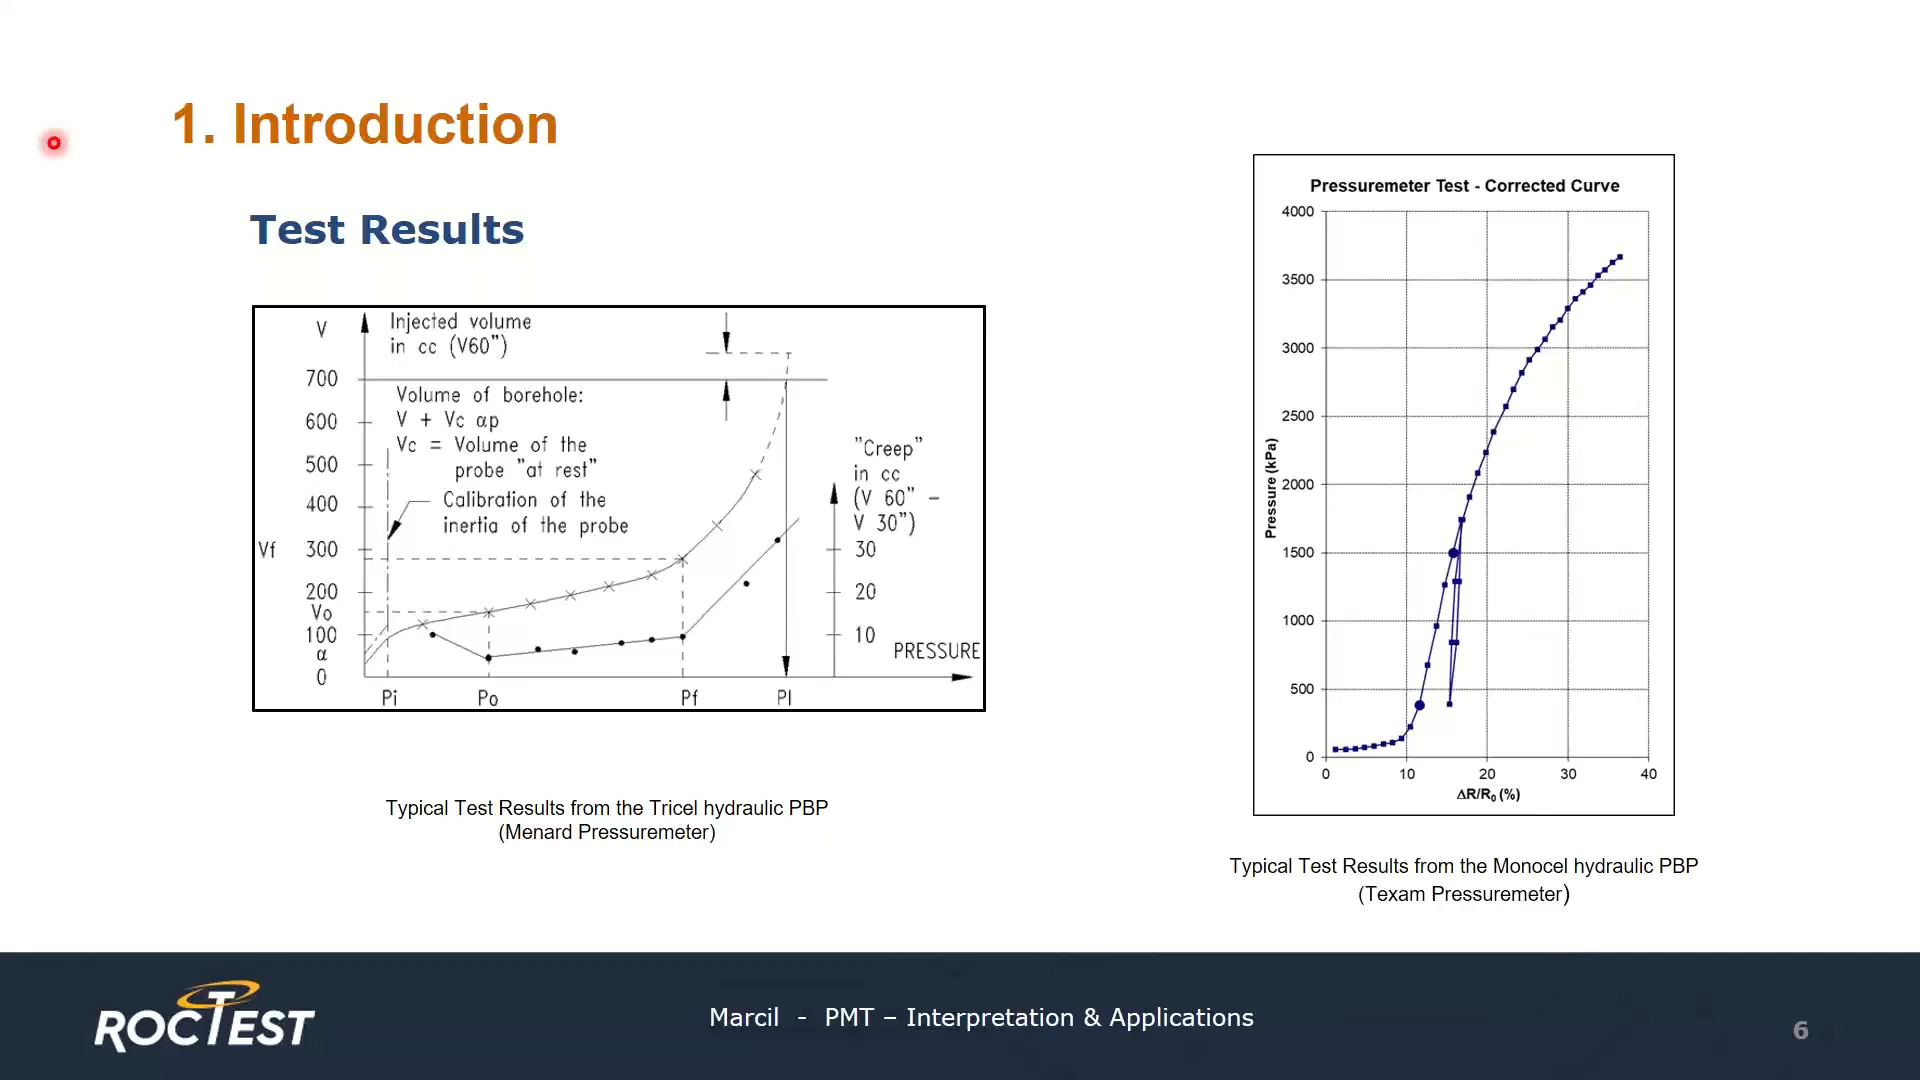 1. Introduction
Test Results
V
Injected volume
in cc (V60")
700
Volume of borehole:
600
V + Vc αp
Vc = Volume of the
500
probe "at rest"
400
Calibration of the
inertia of the probe
Vf
300
200
Vo
100
α
0
"Creep"
in cc
(V 60" –
V 30")
30
20
10
PRESSURE
Pi
Po
Pf
Pl
Typical Test Results from the Tricel hydraulic PBP
(Menard Pressuremeter)
Pressuremeter Test - Corrected Curve
4000
3500
3000
2500
2000
1500
1000
500
0
Pressure (kPa)
0 10 20 30 40
ΔR/R₀ (%)
Typical Test Results from the Monocel hydraulic PBP
(Texam Pressuremeter)
ROCTEST
Marcil - PMT – Interpretation & Applications
6